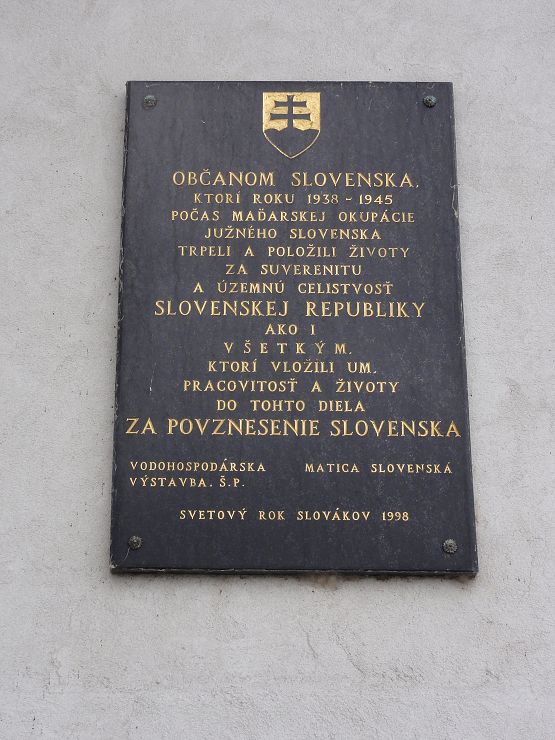 OBČANOM SLOVENSKA,
KTORÍ ROKU 1938 - 1945
POČAS MAĎARSKEJ OKUPÁCIE
JUŽNÉHO SLOVENSKA
TRPELI A POLOŽILI ŽIVOTY
ZA SUVERENITU
A ÚZEMNÚ CELISTVOSŤ
SLOVENSKEJ REPUBLIKY
AKO I
VŠETKÝM,
KTORÍ VLOŽILI UM,
PRACOVITOSŤ A ŽIVOTY
DO TOHTO DIELA
ZA POVZNESENIE SLOVENSKA
VODOHOSPODÁRSKA MATICA SLOVENSKÁ
VÝSTAVBA, Š.P.
SVETOVÝ ROK SLOVÁKOV 1998